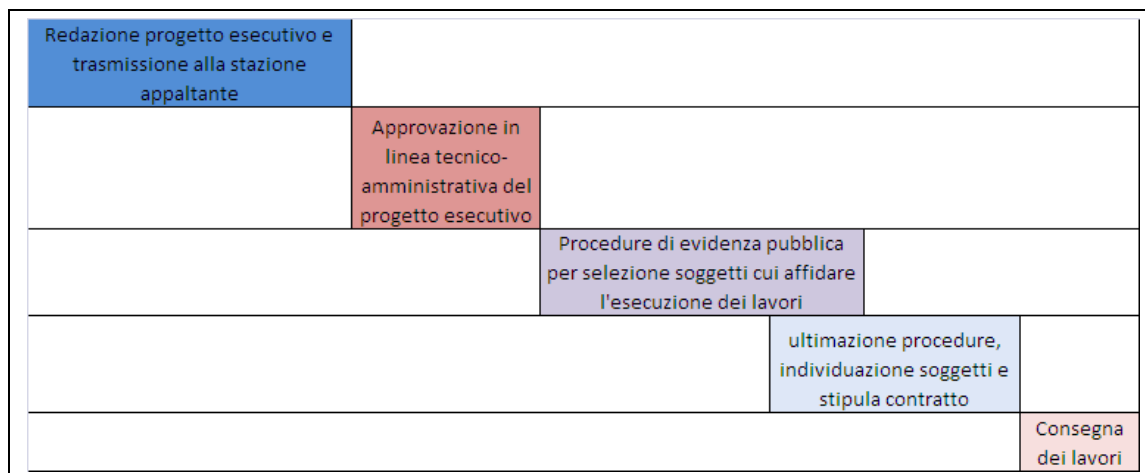 Redazione progetto esecutivo e
trasmissione alla stazione
appaltante
Approvazione in
linea tecnico-
amministrativa del
progetto esecutivo
Procedure di evidenza pubblica
per selezione soggetti cui affidare
l'esecuzione dei lavori
ultimazione procedure,
individuazione soggetti e
stipula contratto
Consegna
dei lavori